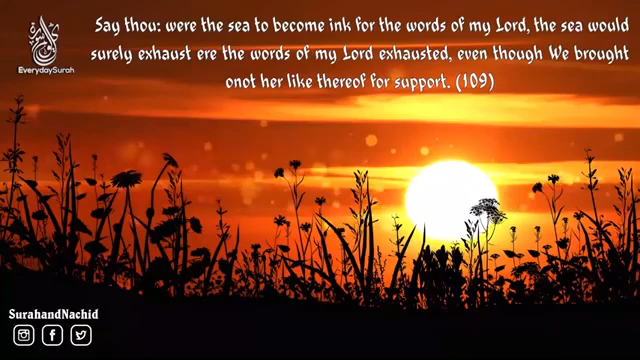 Say thou: were the sea to become ink for the words of my Lord, the sea would
surely exhaust ere the words of my Lord exhausted, even though We brought
onot her like thereof for support. (109)
EverydaySurah
SurahandNachid